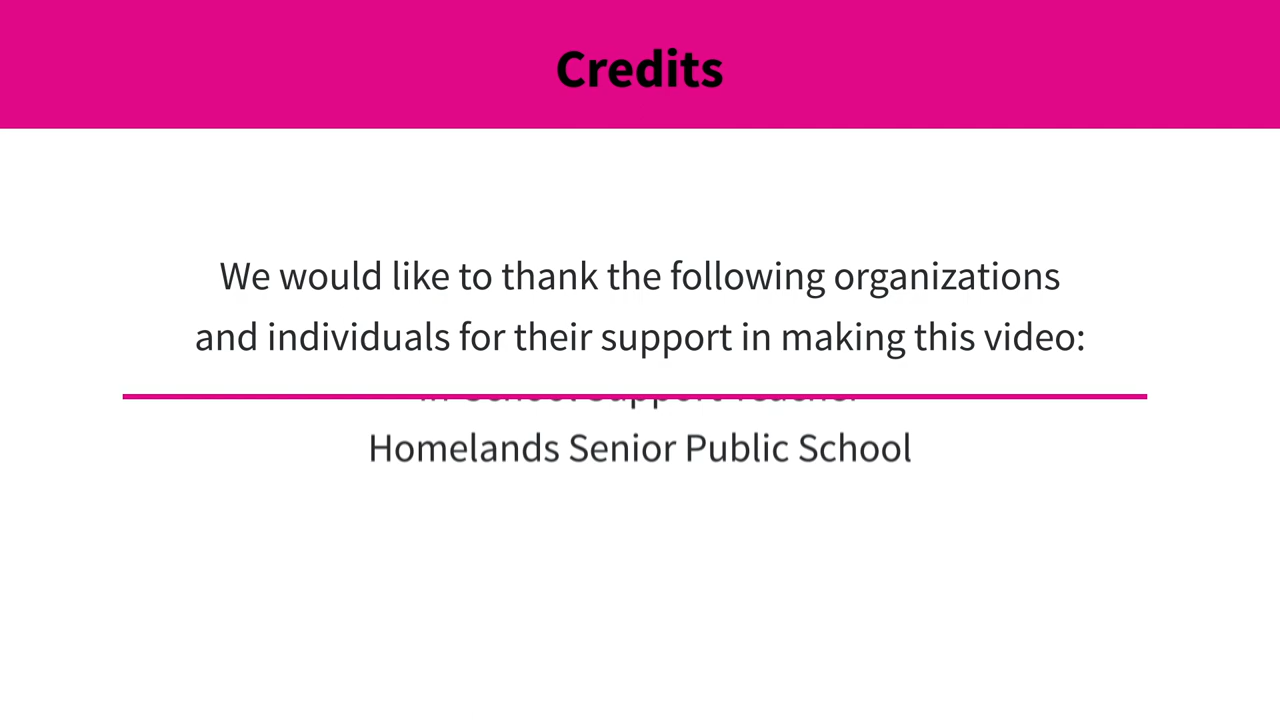 Credits
We would like to thank the following organizations
and individuals for their support in making this video:
Support
Homelands Senior Public School